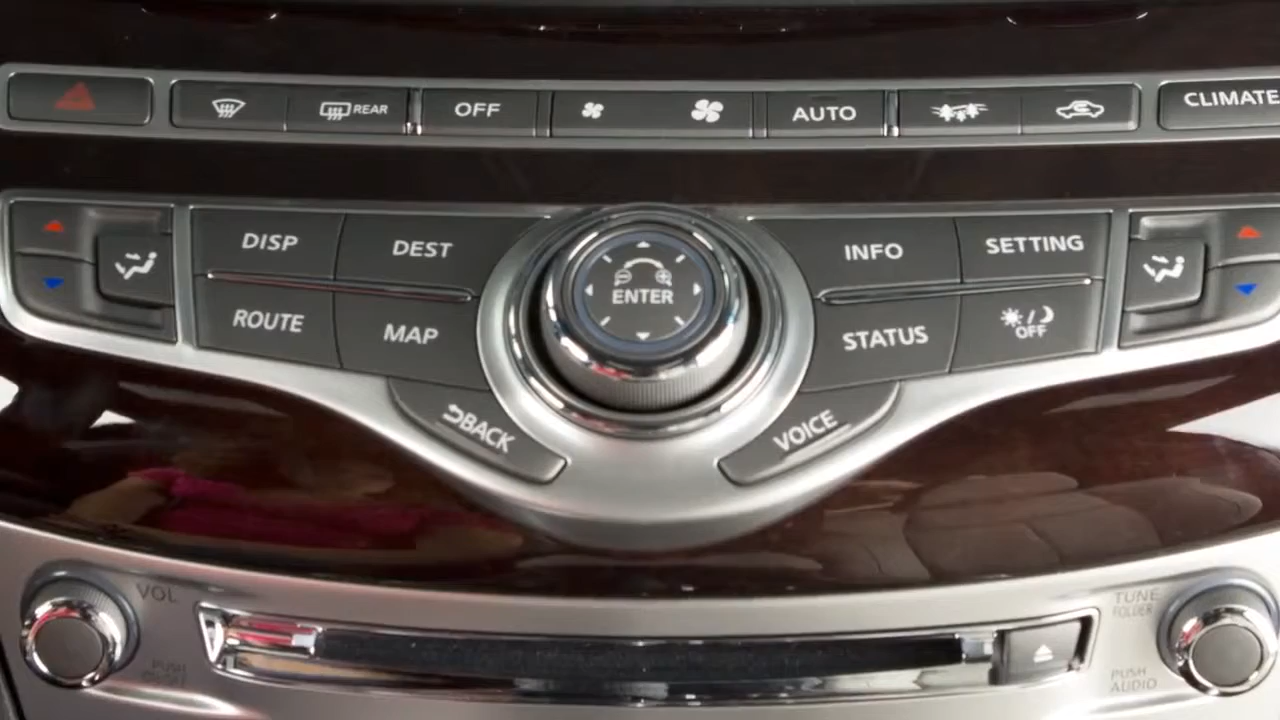 REAR
OFF
AUTO
CLIMATE
DISP
DEST
ENTER
INFO
SETTING
ROUTE
MAP
STATUS
OFF
BACK
VOICE
VOL
TUNE
FOLDER
PUSH
PUSH
AUDIO